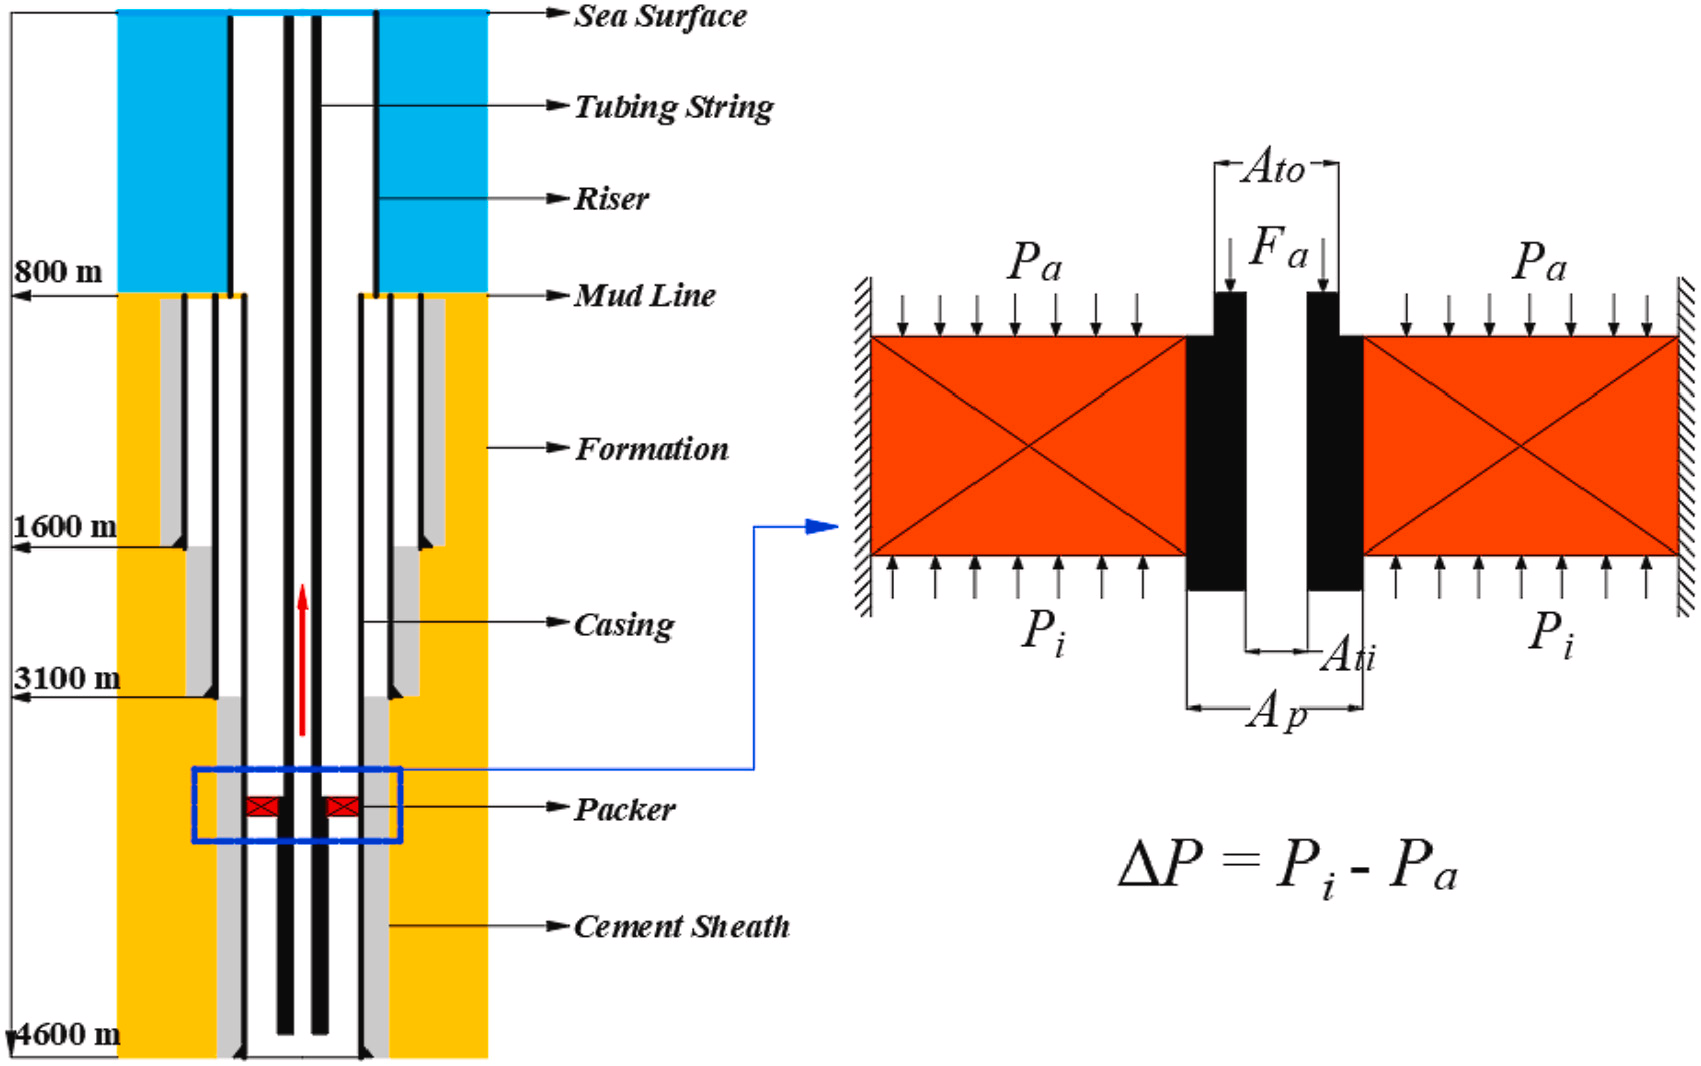 Sea Surface
Tubing String
Riser
800 m
Mud Line
Formation
1600 m
Casing
3100 m
Packer
Cement Sheath
4600 m
Ato
Fa
Pa
Pa
Pi
Pi
Ati
Ap
ΔP = Pi - Pa